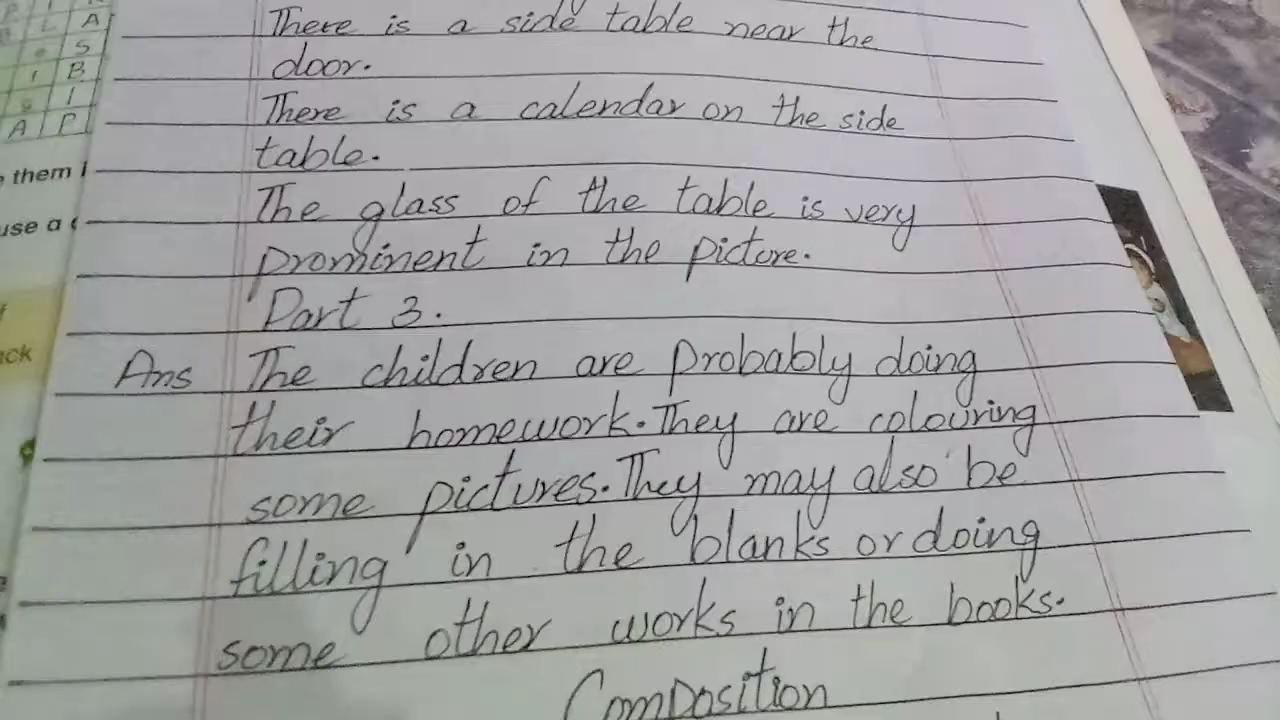 L A
S
I B
I
A P
them
use a
There is a side table near the
door.
There is a calendar on the side
table.
The glass of the table is very
prominent in the picture.
Part 3.
Ans The children are probably doing
their homework. They are colouring
some pictures. They may also be
filling in the blanks or doing
some other works in the books.
Composition